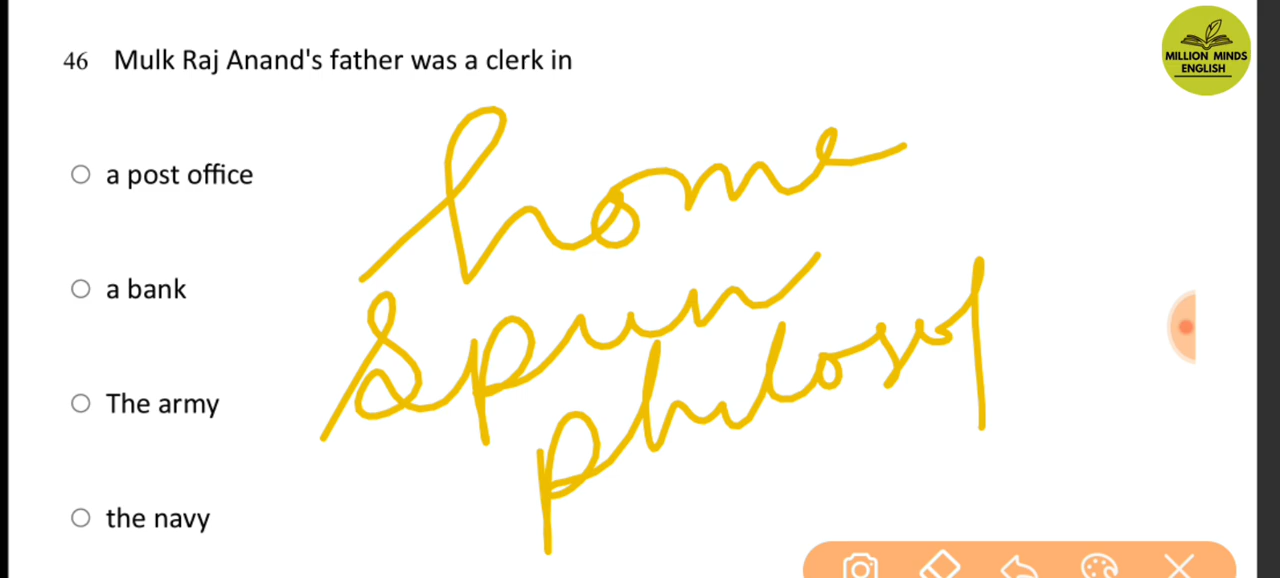 46 Mulk Raj Anand's father was a clerk in
MILLION MINDS
ENGLISH
a post office
a bank
The army
the navy
home
spun